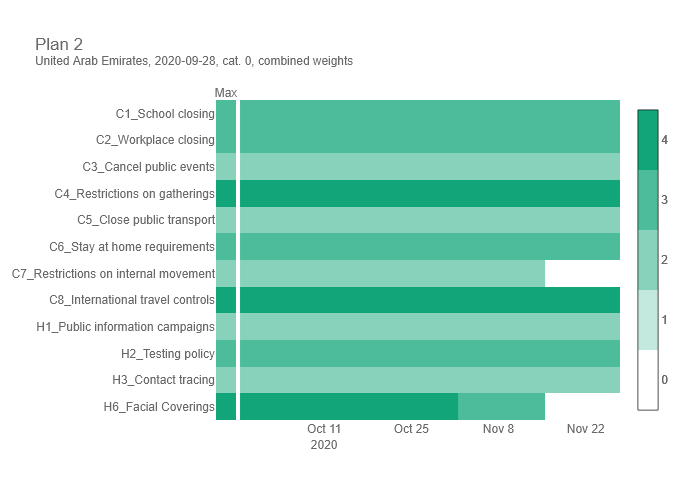 Plan 2
United Arab Emirates, 2020-09-28, cat. 0, combined weights
Max
C1_School closing
C2_Workplace closing
C3_Cancel public events
C4_Restrictions on gatherings
C5_Close public transport
C6_Stay at home requirements
C7_Restrictions on internal movement
C8_International travel controls
H1_Public information campaigns
H2_Testing policy
H3_Contact tracing
H6_Facial Coverings
Oct 11 Oct 25 Nov 8 Nov 22
2020
4
3
2
1
0